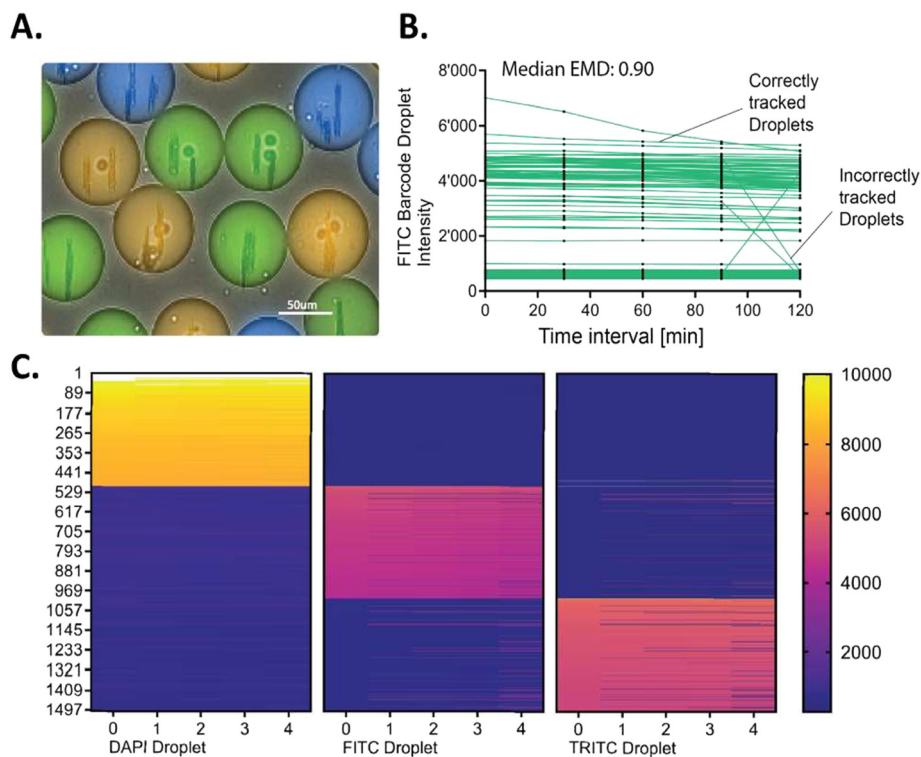 A.
50um
B.
Median EMD: 0.90
Correctly
tracked
Droplets
Incorrectly
tracked
Droplets
FITC Barcode Droplet
Intensity
8'000
6'000
4'000
2'000
0
0 20 40 60 80 100 120
Time interval [min]
C.
1
89
177
265
353
441
529
617
705
793
881
969
1057
1145
1233
1321
1409
1497
0 1 2 3 4
DAPI Droplet
0 1 2 3 4
FITC Droplet
0 1 2 3 4
TRITC Droplet
10000
8000
6000
4000
2000